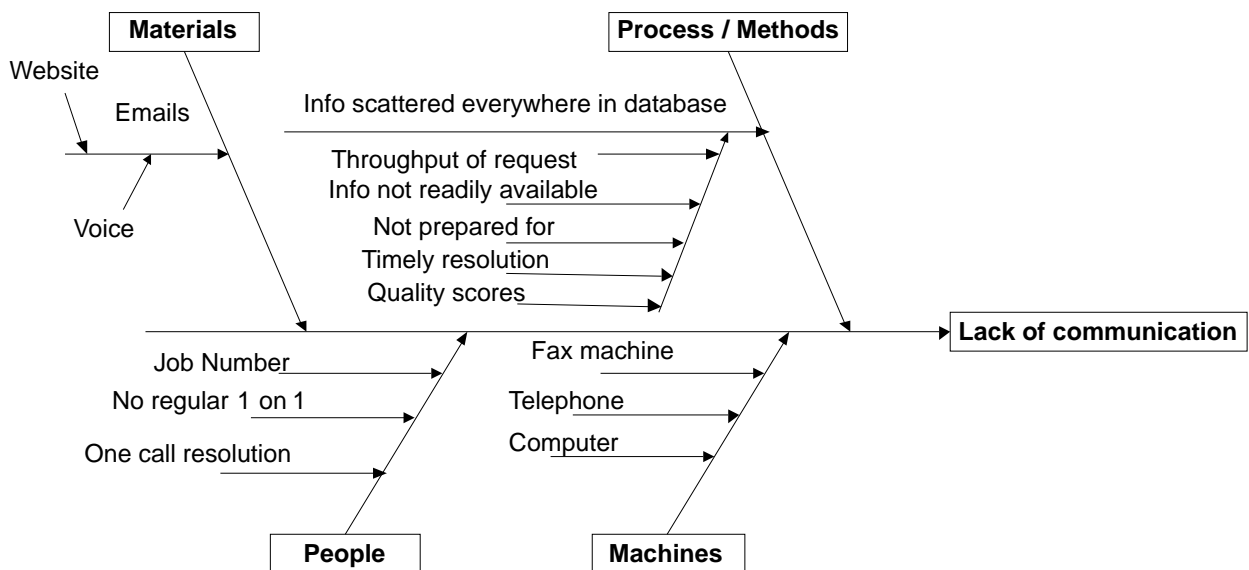 Materials
Process / Methods
Website
Emails
Voice
Info scattered everywhere in database
Throughput of request
Info not readily available
Not prepared for
Timely resolution
Quality scores
Lack of communication
Job Number
No regular 1 on 1
One call resolution
Fax machine
Telephone
Computer
People
Machines